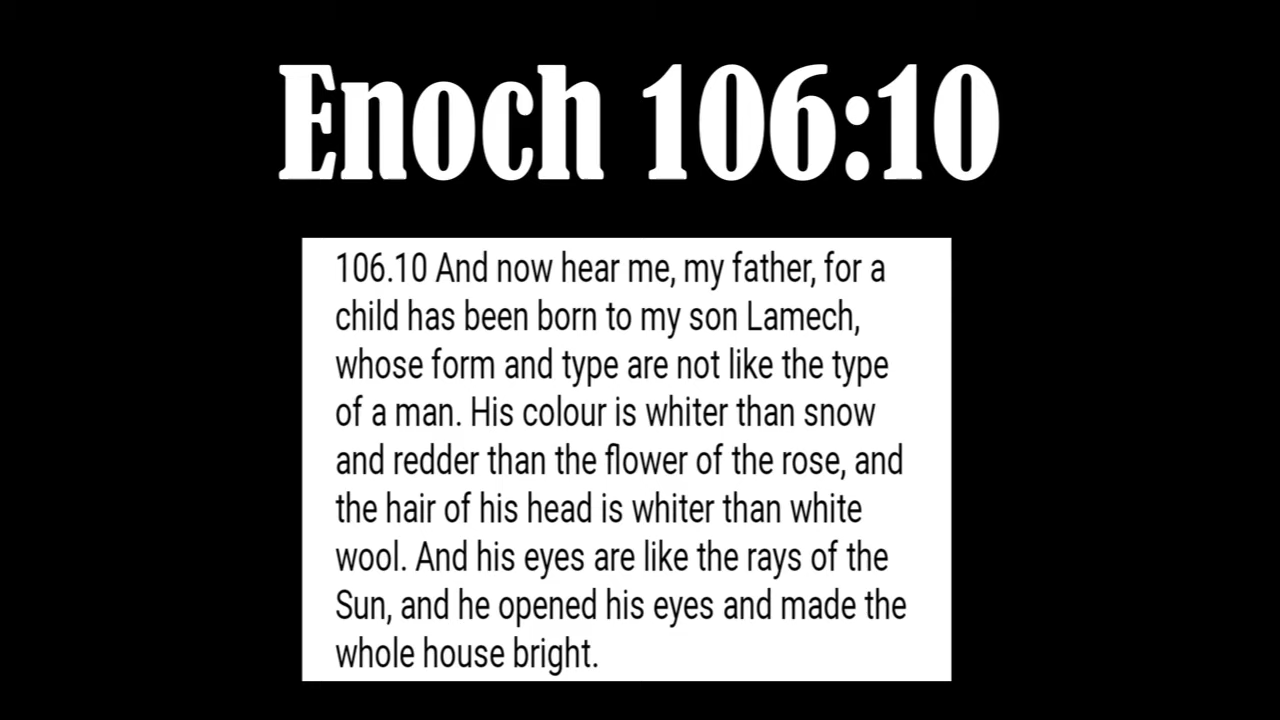 Enoch 106:10
106.10 And now hear me, my father, for a
child has been born to my son Lamech,
whose form and type are not like the type
of a man. His colour is whiter than snow
and redder than the flower of the rose, and
the hair of his head is whiter than white
wool. And his eyes are like the rays of the
Sun, and he opened his eyes and made the
whole house bright.